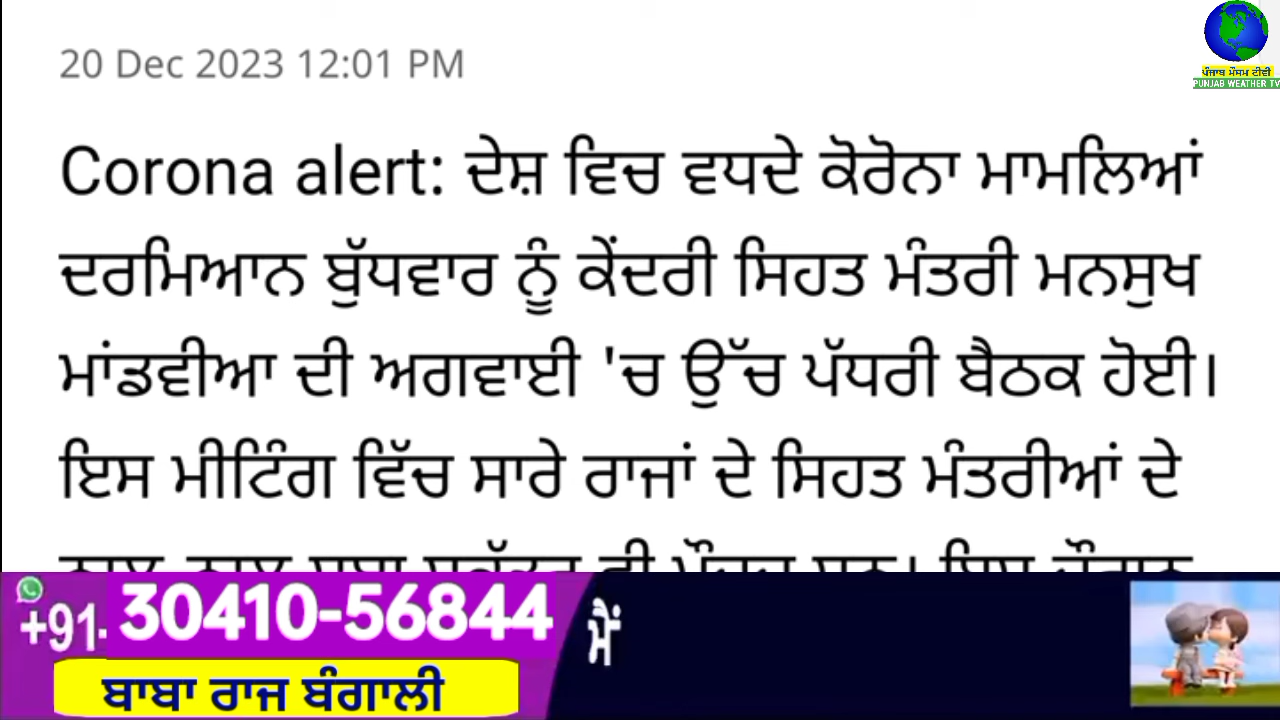 20 Dec 2023 12:01 PM
ਪੰਜਾਬ ਮੌਸਮ ਟੀਵੀ
PUNJAB WEATHER TV
Corona alert: ਦੇਸ਼ ਵਿਚ ਵਧਦੇ ਕੋਰੋਨਾ ਮਾਮਲਿਆਂ
ਦਰਮਿਆਨ ਬੁੱਧਵਾਰ ਨੂੰ ਕੇਂਦਰੀ ਸਿਹਤ ਮੰਤਰੀ ਮਨਸੁਖ
ਮਾਂਡਵੀਆ ਦੀ ਅਗਵਾਈ 'ਚ ਉੱਚ ਪੱਧਰੀ ਬੈਠਕ ਹੋਈ।
ਇਸ ਮੀਟਿੰਗ ਵਿੱਚ ਸਾਰੇ ਰਾਜਾਂ ਦੇ ਸਿਹਤ ਮੰਤਰੀਆਂ ਦੇ
+91- 30410-56844
ਮੈਂ
ਬਾਬਾ ਰਾਜ ਬੰਗਾਲੀ